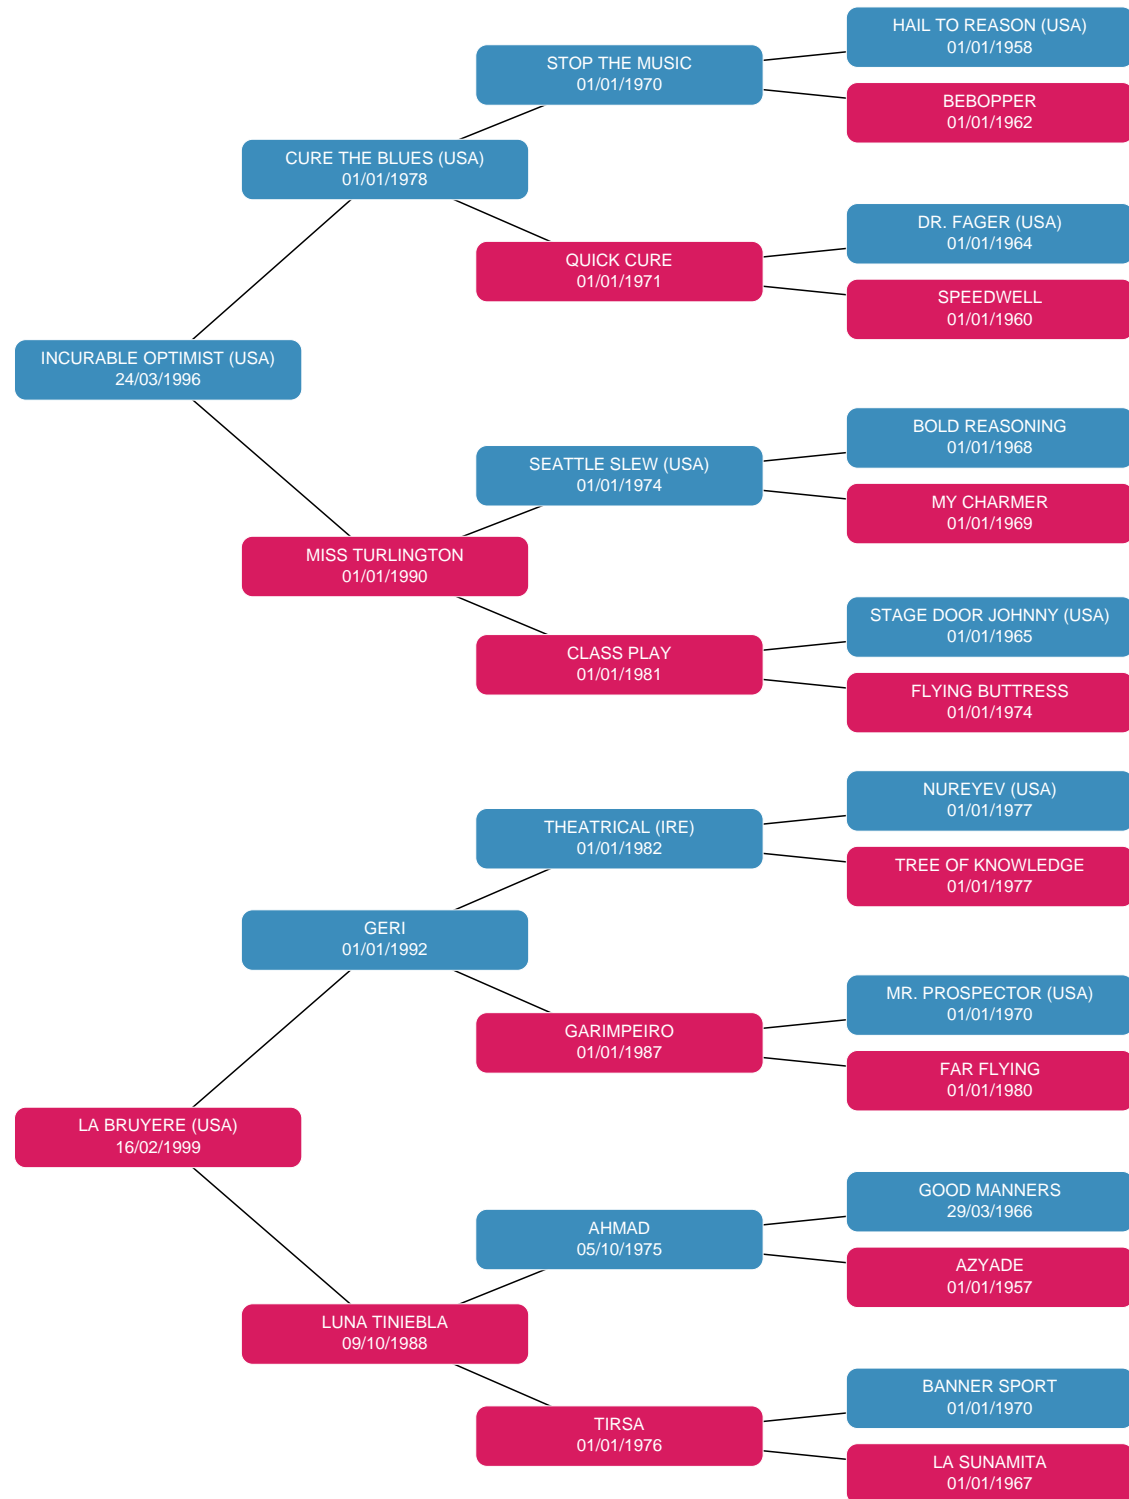 HAIL TO REASON (USA)
01/01/1958
STOP THE MUSIC
01/01/1970
BEBOPPER
01/01/1962
CURE THE BLUES (USA)
01/01/1978
DR. FAGER (USA)
01/01/1964
QUICK CURE
01/01/1971
SPEEDWELL
01/01/1960
INCURABLE OPTIMIST (USA)
24/03/1996
BOLD REASONING
01/01/1968
SEATTLE SLEW (USA)
01/01/1974
MY CHARMER
01/01/1969
MISS TURLINGTON
01/01/1990
STAGE DOOR JOHNNY (USA)
01/01/1965
CLASS PLAY
01/01/1981
FLYING BUTTRESS
01/01/1974
NUREYEV (USA)
01/01/1977
THEATRICAL (IRE)
01/01/1982
TREE OF KNOWLEDGE
01/01/1977
GERI
01/01/1992
MR. PROSPECTOR (USA)
01/01/1970
GARIMPEIRO
01/01/1987
FAR FLYING
01/01/1980
LA BRUYERE (USA)
16/02/1999
GOOD MANNERS
29/03/1966
AHMAD
05/10/1975
AZYADE
01/01/1957
LUNA TINIEBLA
09/10/1988
BANNER SPORT
01/01/1970
TIRSA
01/01/1976
LA SUNAMITA
01/01/1967